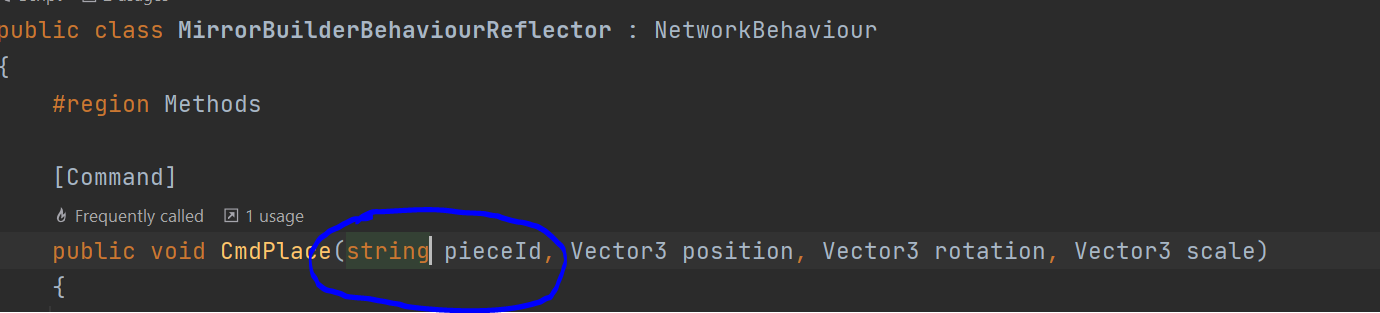 public class MirrorBuilderBehaviourReflector : NetworkBehaviour
{
#region Methods
[Command]
Frequently called 1 usage
public void CmdPlace(string pieceId, Vector3 position, Vector3 rotation, Vector3 scale)
{